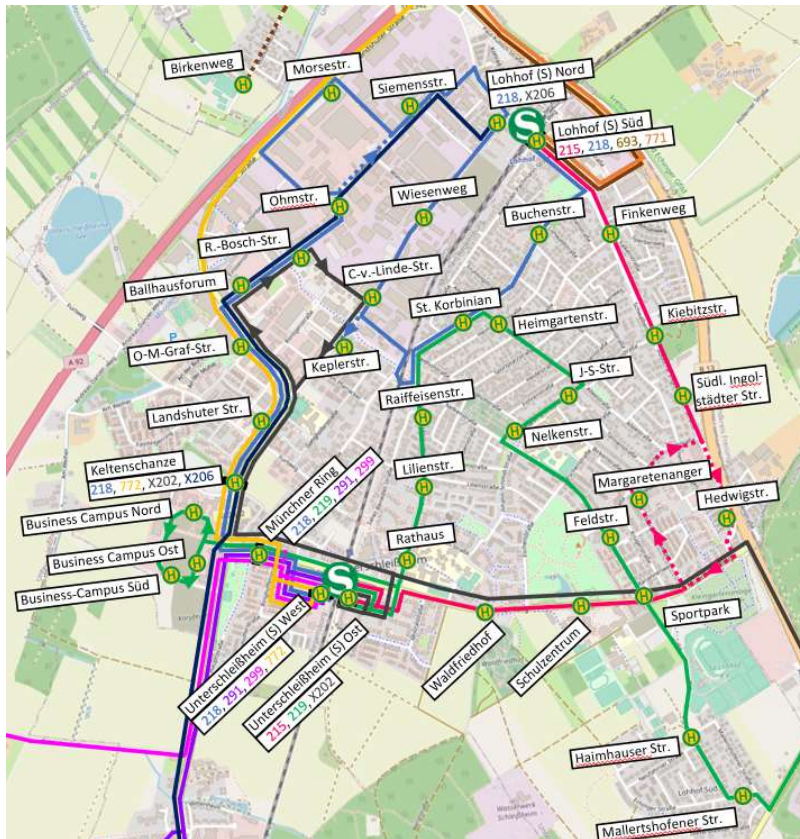 Birkenweg
Morsestr.
Siemensstr.
Lohhof (S) Nord
218, X206
S
Lohhof (S) Süd
215, 218, 693, 771
Ohmstr.
Wiesenweg
Buchenstr.
Finkenweg
R.-Bosch-Str.
C-v.-Linde-Str.
Ballhausforum
St. Korbinian
Heimgartenstr.
Kiebitzstr.
A 92
P
O-M-Graf-Str.
Keplerstr.
J-S-Str.
Südl. Ingol-
städter Str.
Raiffeisenstr.
Landshuter Str.
Nelkenstr.
Keltenschanze
218, 772, X202, X206
Münchner Ring
218, 219, 291, 299
Lilienstr.
Margaretenanger
Hedwigstr.
Business Campus Nord
Feldstr.
Business Campus Ost
Rathaus
Business-Campus Süd
S
Sportpark
Unterschleißheim (S) West
218, 291, 299, 772
Unterschleißheim (S) Ost
215, 219, X202
Waldfriedhof
Schulzentrum
Haimhauser Str.
Lohhof Süd
Mallertshofener Str.